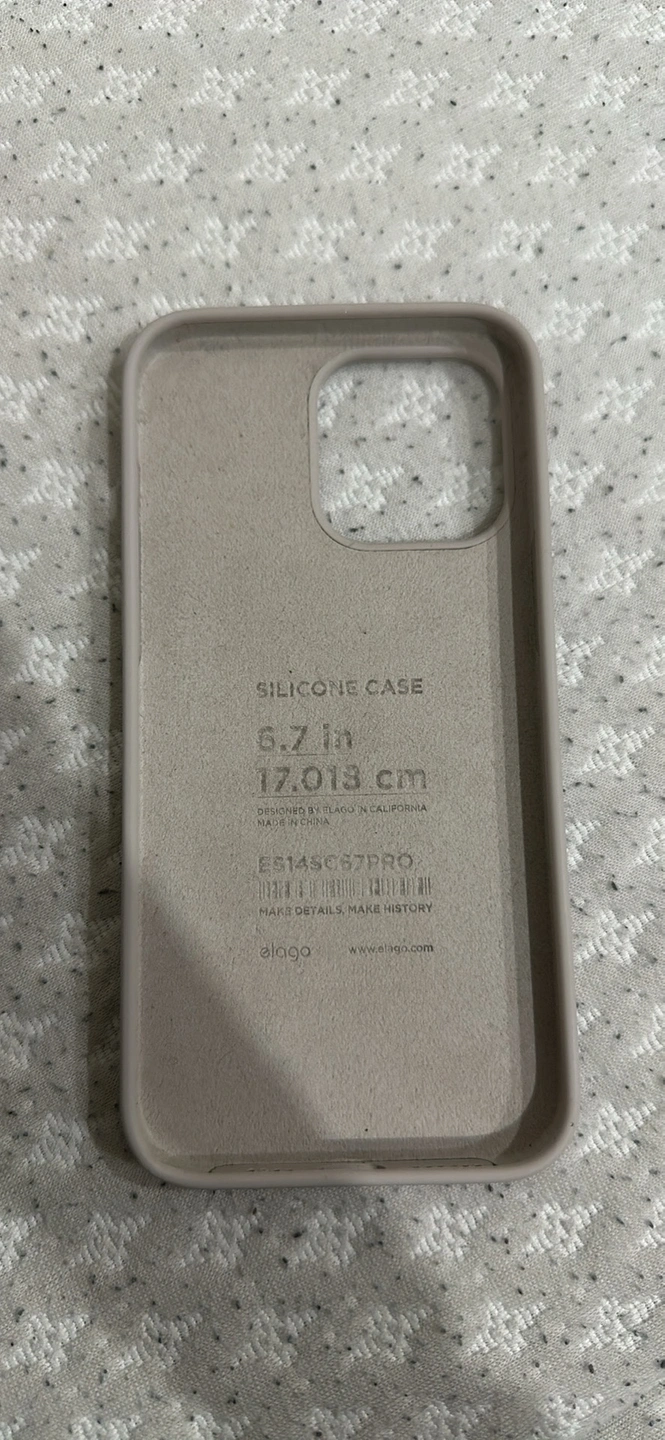 SILICONE CASE
6.7 in
17.018 cm
DESIGNED BY ELAGO IN CALIFORNIA
MADE IN CHINA
ES14SC67PRO
MAKE DETAILS, MAKE HISTORY
elago www.elago.com